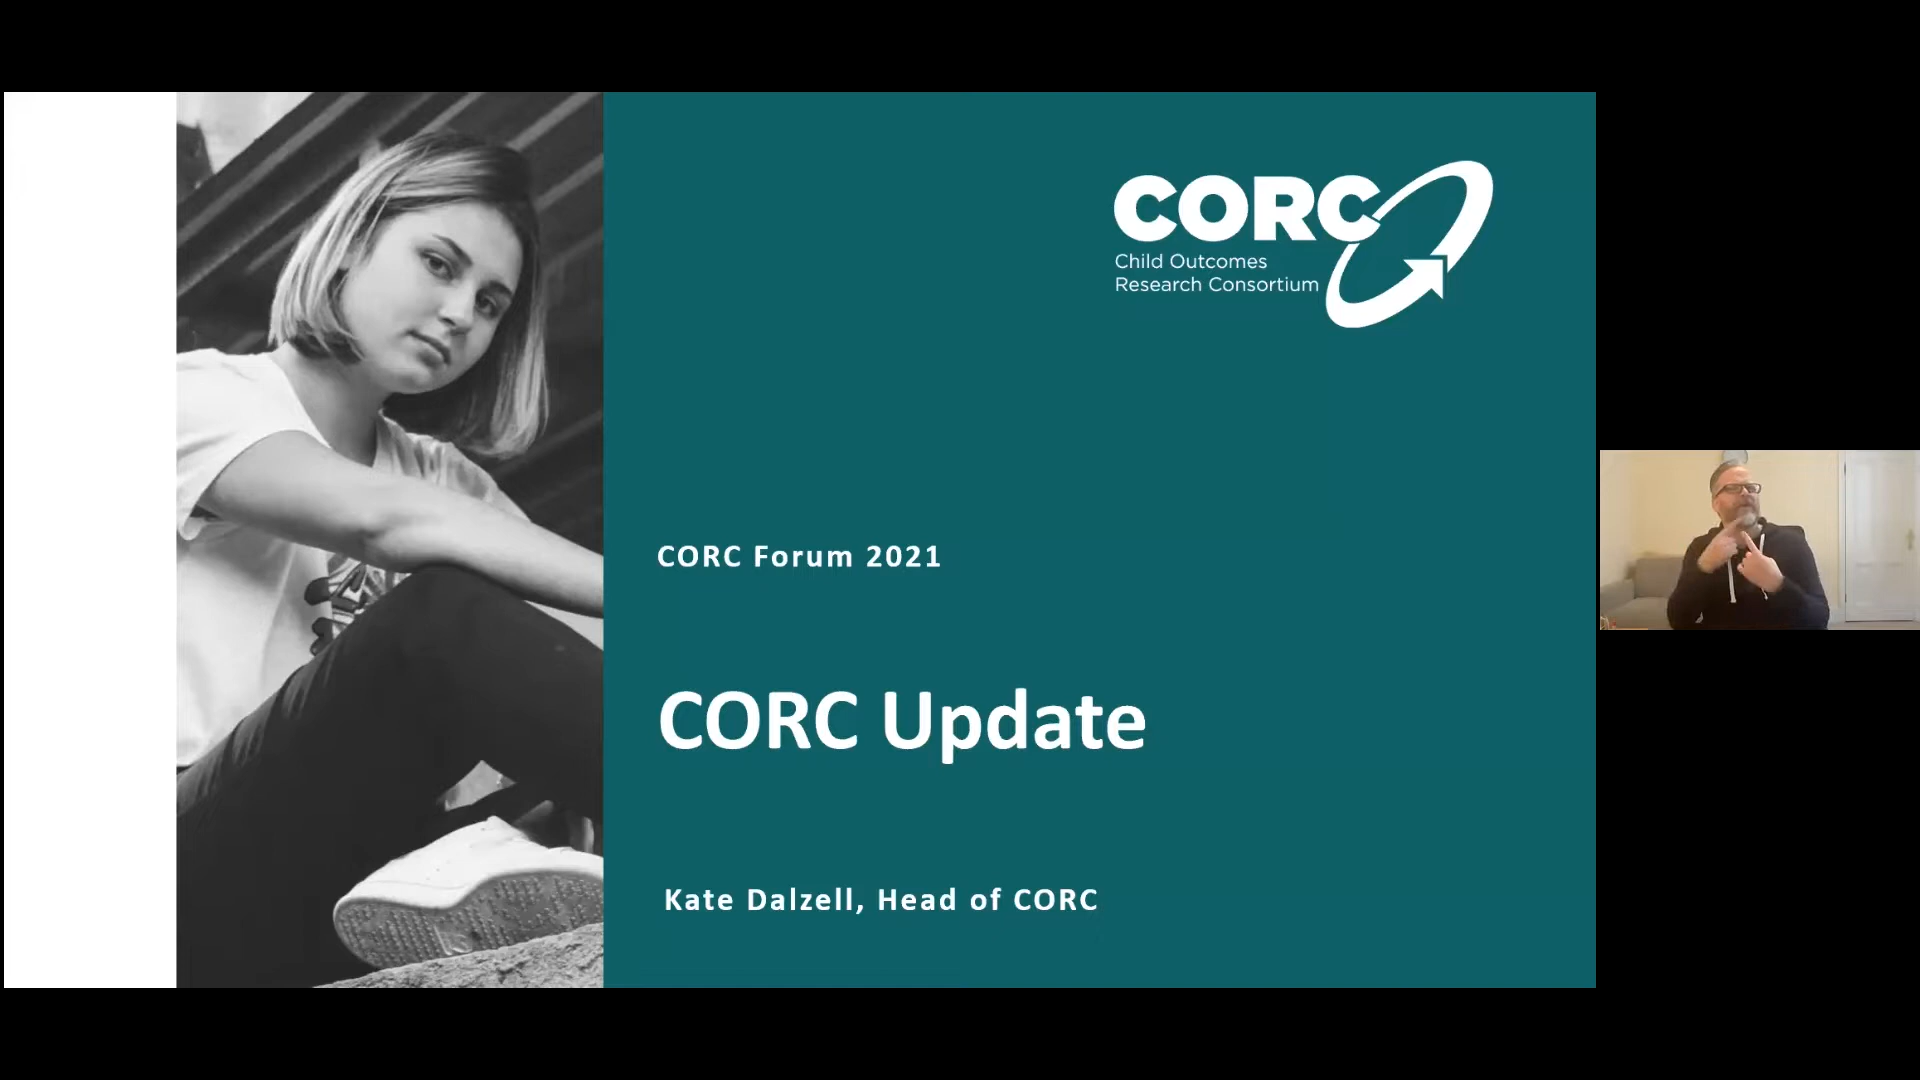 CORC
Child Outcomes
Research Consortium
CORC Forum 2021
CORC Update
Kate Dalzell, Head of CORC